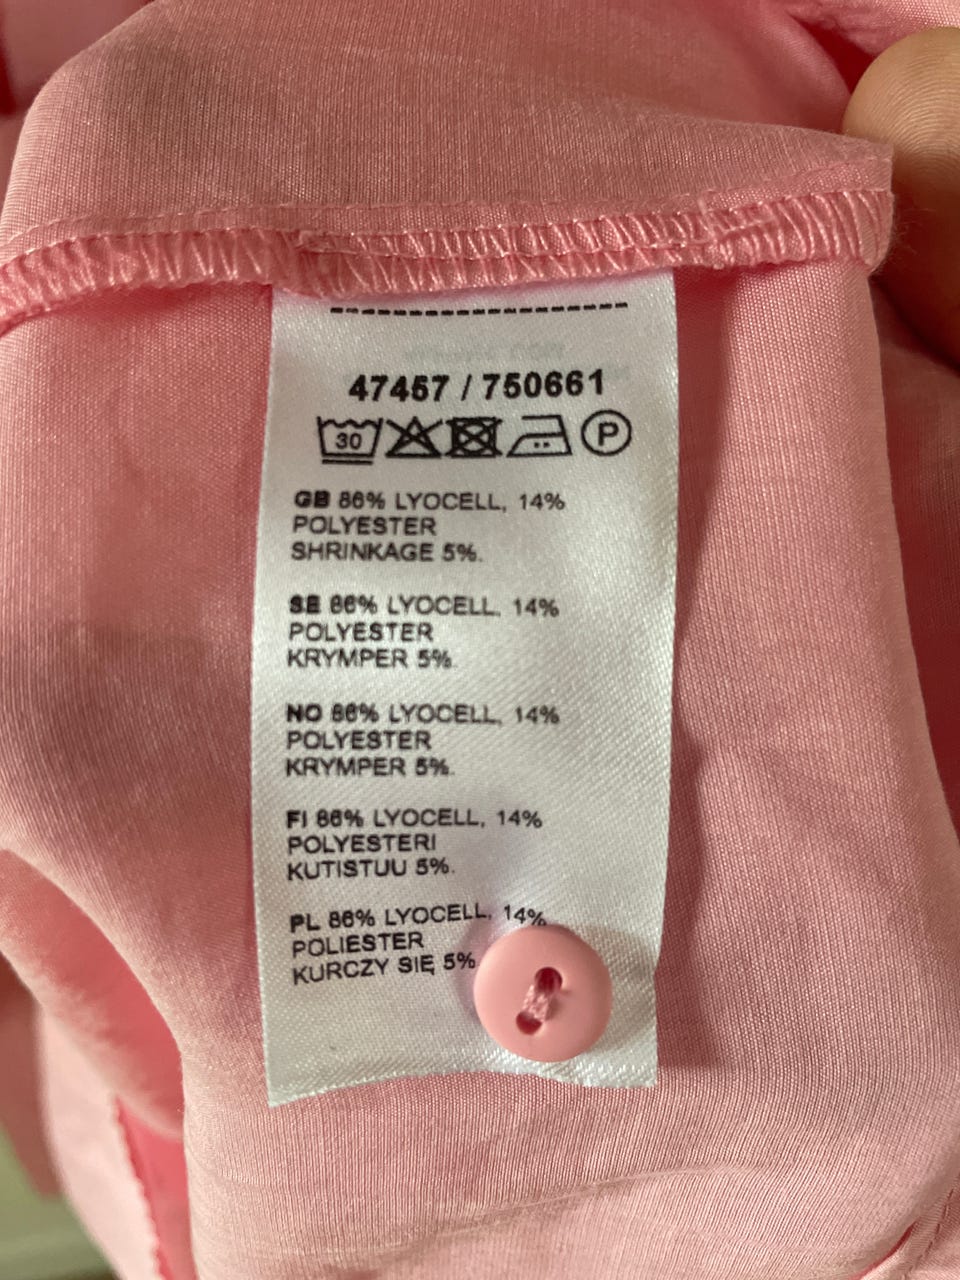 47457 / 750661
30 P
GB 86% LYOCELL, 14%
POLYESTER
SHRINKAGE 5%.
SE 86% LYOCELL, 14%
POLYESTER
KRYMPER 5%.
NO 86% LYOCELL, 14%
POLYESTER
KRYMPER 5%.
FI 86% LYOCELL, 14%
POLYESTERI
KUTISTUU 5%.
PL 86% LYOCELL, 14%
POLIESTER
KURCZY SIĘ 5%